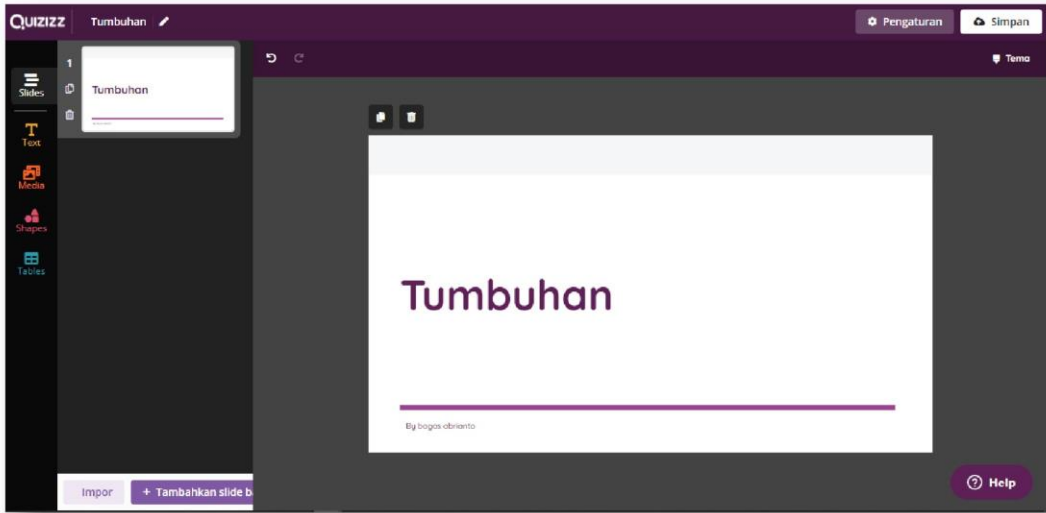 QUIZIZZ
Tumbuhan
Pengaturan
Simpan
Tema
Slides
Text
Media
Shapes
Tables
1
Tumbuhan
Tumbuhan
By bagas abrianto
Impor
+ Tambahkan slide b
Help